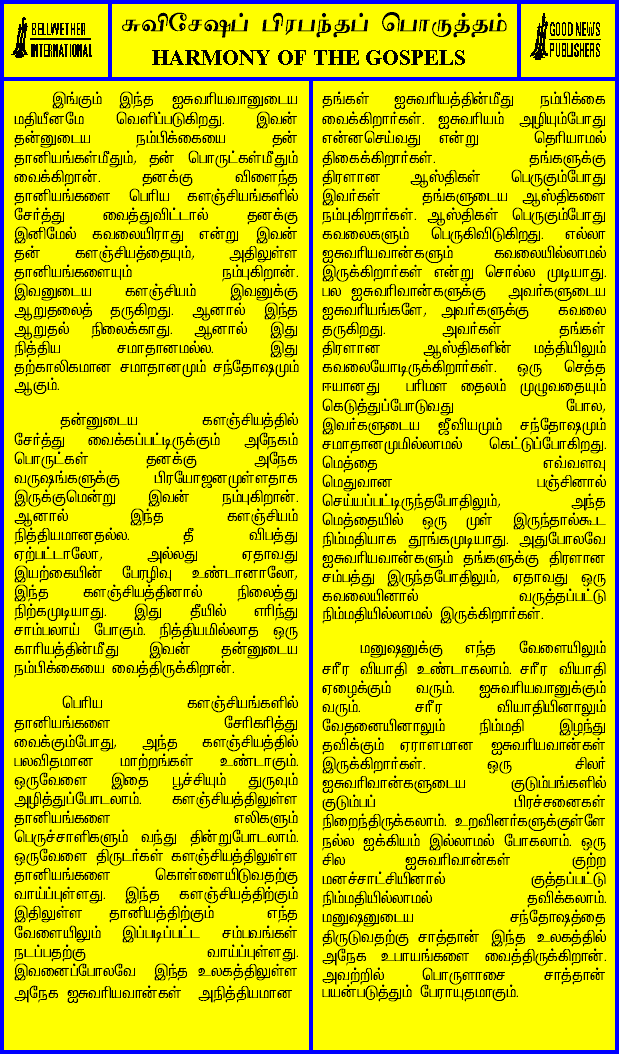 BELLWETHER
INTERNATIONAL
சுவிசேஷப் பிரபந்தப் பொருத்தம்
HARMONY OF THE GOSPELS
GOOD NEWS
PUBLISHERS
இங்கும் இந்த ஐசுவரியவானுடைய
மதியீனமே வெளிப்படுகிறது. இவன்
தன்னுடைய நம்பிக்கையை தன்
தானியங்கள்மீதும், தன் பொருட்கள்மீதும்
வைக்கிறான். தனக்கு விளைந்த
தானியங்களை பெரிய களஞ்சியங்களில்
சேர்த்து வைத்துவிட்டால் தனக்கு
இனிமேல் கவலையிராது என்று இவன்
தன் களஞ்சியத்தையும், அதிலுள்ள
தானியங்களையும் நம்புகிறான்.
இவனுடைய களஞ்சியம் இவனுக்கு
ஆறுதலைத் தருகிறது. ஆனால் இந்த
ஆறுதல் நிலைக்காது. ஆனால் இது
நித்திய சமாதானமல்ல. இது
தற்காலிகமான சமாதானமும் சந்தோஷமும்
ஆகும்.
தன்னுடைய களஞ்சியத்தில்
சேர்த்து வைக்கப்பட்டிருக்கும் அநேகம்
பொருட்கள் தனக்கு அநேக
வருஷங்களுக்கு பிரயோஜனமுள்ளதாக
இருக்குமென்று இவன் நம்புகிறான்.
ஆனால் இந்த களஞ்சியம்
நித்தியமானதல்ல. தீ விபத்து
ஏற்பட்டாலோ, அல்லது ஏதாவது
இயற்கையின் பேரழிவு உண்டானாலோ,
இந்த களஞ்சியத்தினால் நிலைத்து
நிற்கமுடியாது. இது தீயில் எரிந்து
சாம்பலாய் போகும். நித்தியமில்லாத ஒரு
காரியத்தின்மீது இவன் தன்னுடைய
நம்பிக்கையை வைத்திருக்கிறான்.
பெரிய களஞ்சியங்களில்
தானியங்களை சேகரித்து
வைக்கும்போது, அந்த களஞ்சியத்தில்
பலவிதமான மாற்றங்கள் உண்டாகும்.
ஒருவேளை இதை பூச்சியும் துருவும்
அழித்துப்போடலாம். களஞ்சியத்திலுள்ள
தானியங்களை எலிகளும்
பெருச்சாளிகளும் வந்து தின்றுபோடலாம்.
ஒருவேளை திருடர்கள் களஞ்சியத்திலுள்ள
தானியங்களை கொள்ளையிடுவதற்கு
வாய்ப்புள்ளது. இந்த களஞ்சியத்திற்கும்
இதிலுள்ள தானியத்திற்கும் எந்த
வேளையிலும் இப்படிப்பட்ட சம்பவங்கள்
நடப்பதற்கு வாய்ப்புள்ளது.
இவனைப்போலவே இந்த உலகத்திலுள்ள
அநேக ஐசுவரியவான்கள் அநித்தியமான
தங்கள் ஐசுவரியத்தின்மீது நம்பிக்கை
வைக்கிறார்கள். ஐசுவரியம் அழியும்போது
என்னசெய்வது என்று தெரியாமல்
திகைக்கிறார்கள். தங்களுக்கு
திரளான ஆஸ்திகள் பெருகும்போது
இவர்கள் தங்களுடைய ஆஸ்திகளை
நம்புகிறார்கள். ஆஸ்திகள் பெருகும்போது
கவலைகளும் பெருகிவிடுகிறது. எல்லா
ஐசுவரியவான்களும் கவலையில்லாமல்
இருக்கிறார்கள் என்று சொல்ல முடியாது.
பல ஐசுவரிவான்களுக்கு அவர்களுடைய
ஐசுவரியங்களே, அவர்களுக்கு கவலை
தருகிறது. அவர்கள் தங்கள்
திரளான ஆஸ்திகளின் மத்தியிலும்
கவலையோடிருக்கிறார்கள். ஒரு செத்த
ஈயானது பரிமள தைலம் முழுவதையும்
கெடுத்துப்போடுவது போல,
இவர்களுடைய ஜீவியமும் சந்தோஷமும்
சமாதானமுமில்லாமல் கெட்டுப்போகிறது.
மெத்தை எவ்வளவு
மெதுவான பஞ்சினால்
செய்யப்பட்டிருந்தபோதிலும், அந்த
மெத்தையில் ஒரு முள் இருந்தால்கூட
நிம்மதியாக தூங்கமுடியாது. அதுபோலவே
ஐசுவரியவான்களும் தங்களுக்கு திரளான
சம்பத்து இருந்தபோதிலும், ஏதாவது ஒரு
கவலையினால் வருத்தப்பட்டு
நிம்மதியில்லாமல் இருக்கிறார்கள்.
மனுஷனுக்கு எந்த வேளையிலும்
சரீர வியாதி உண்டாகலாம். சரீர வியாதி
ஏழைக்கும் வரும். ஐசுவரியவானுக்கும்
வரும். சரீர வியாதியினாலும்
வேதனையினாலும் நிம்மதி இழந்து
தவிக்கும் ஏராளமான ஐசுவரியவான்கள்
இருக்கிறார்கள். ஒரு சிலர்
ஐசுவரிவான்களுடைய குடும்பங்களில்
குடும்பப் பிரச்சனைகள்
நிறைந்திருக்கலாம். உறவினர்களுக்குள்ளே
நல்ல ஐக்கியம் இல்லாமல் போகலாம். ஒரு
சில ஐசுவரிவான்கள் குற்ற
மனச்சாட்சியினால் குத்தப்பட்டு
நிம்மதியில்லாமல் தவிக்கலாம்.
மனுஷனுடைய சந்தோஷத்தை
திருடுவதற்கு சாத்தான் இந்த உலகத்தில்
அநேக உபாயங்களை வைத்திருக்கிறான்.
அவற்றில் பொருளாசை சாத்தான்
பயன்படுத்தும் பேராயுதமாகும்.